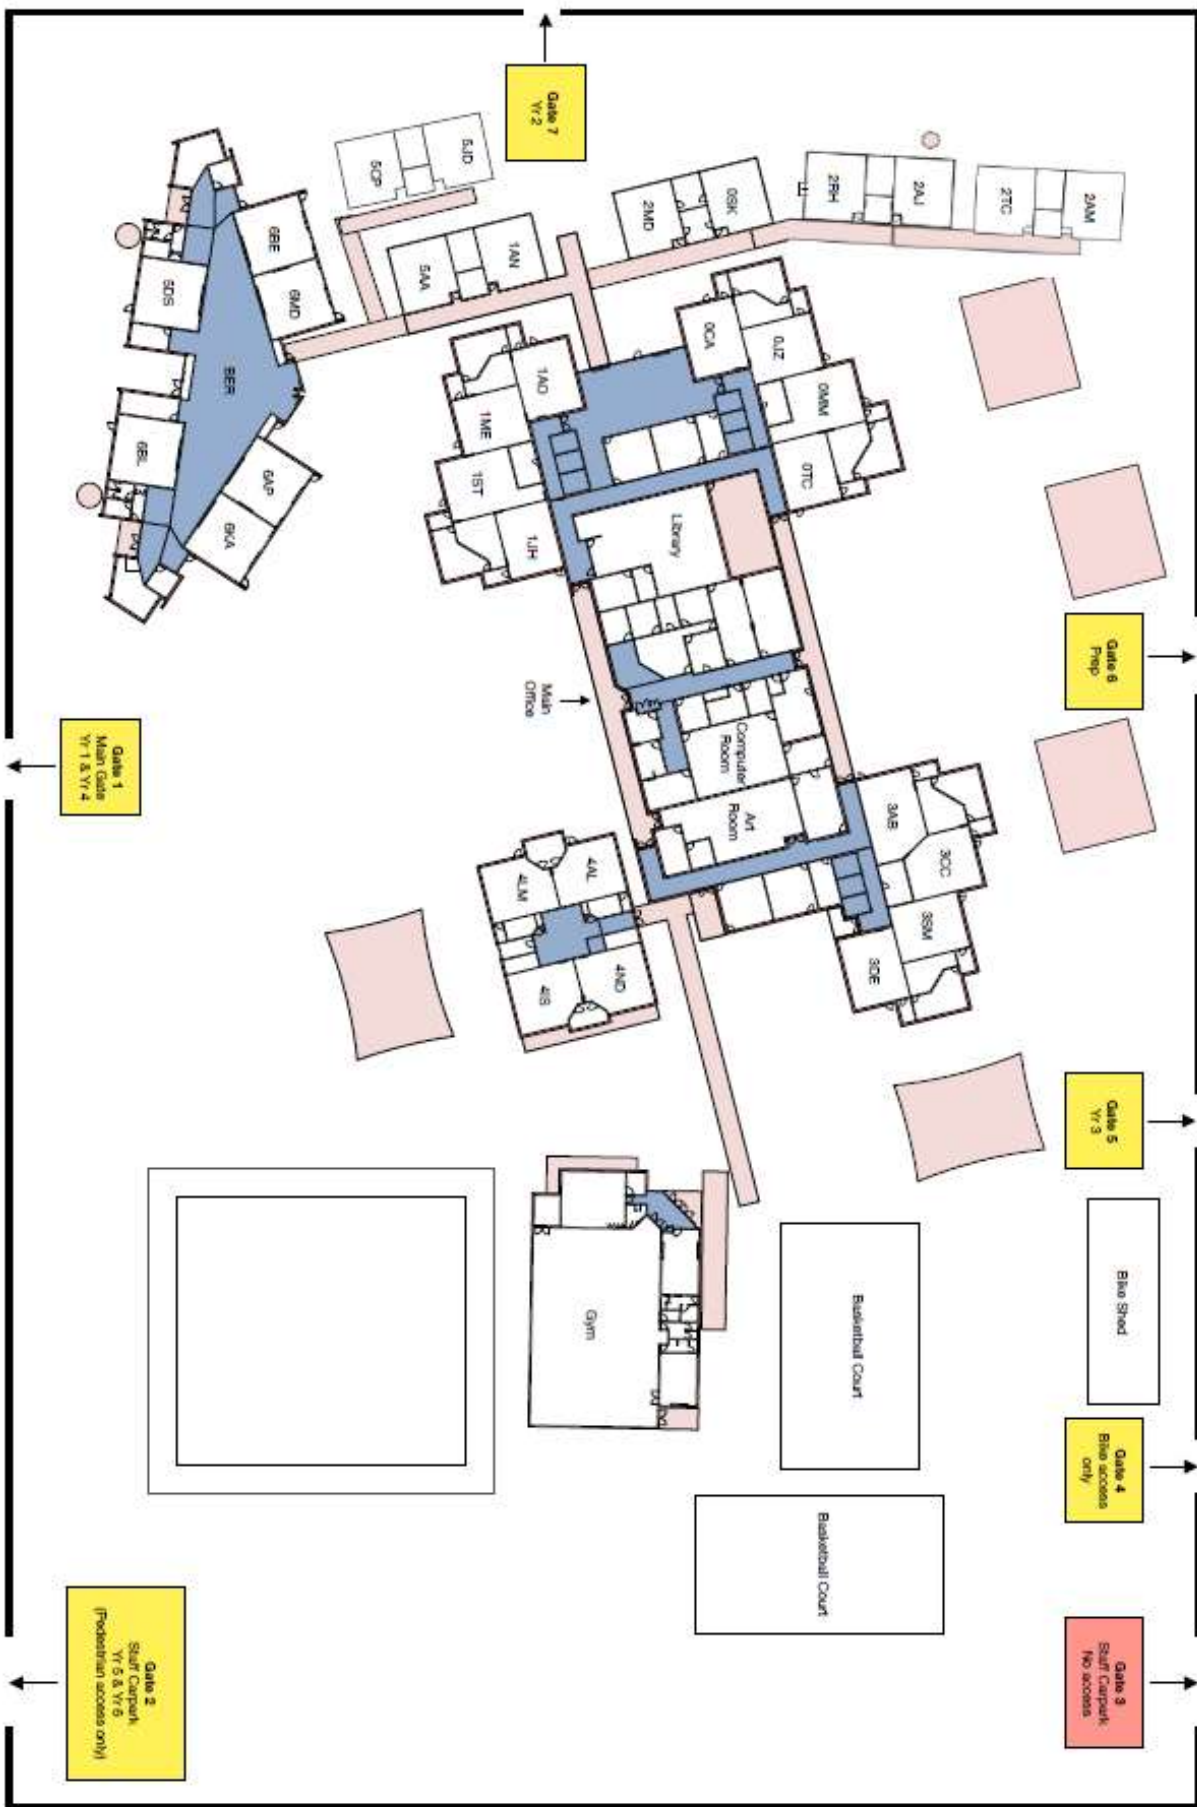 Gate 6
Prep
Gate 5
Yr 3
Bike Shed
Gate 4
Bike access
only
Gate 3
Staff Carpark
No access
2AM
2TC
2AJ
2RH
0SK
2MD
0JZ
0MM
0TC
0CA
3AB
3CC
3SM
3DE
Basketball Court
Basketball Court
Library
Computer
Room
Art
Room
Gate 7
Yr 2
1AN
5AA
1AO
1ME
1ST
1JH
Main
Office
4AL
4LM
4ND
4IS
Gym
5JD
5CP
6MD
6AP
6KA
BER
5DS
Gate 1
Main Gate
Yr 1 & Yr 4
Gate 2
Staff Carpark
Yr 5 & Yr 6
(Pedestrian access only)